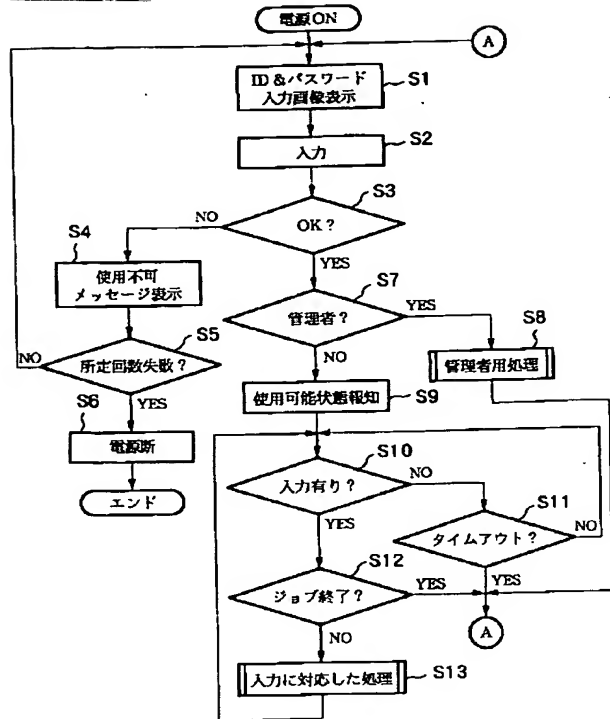 電源ON
A
ID&パスワード
入力画像表示
S1
入力
S2
S3
OK?
NO
YES
S4
使用不可
メッセージ表示
S5
所定回数失敗?
NO
YES
S6
電源断
エンド
S7
管理者?
YES
NO
S8
管理者用処理
使用可能状態報知
S9
S10
入力有り?
NO
YES
S11
タイムアウト?
NO
YES
S12
ジョブ終了?
YES
NO
A
入力に対応した処理
S13